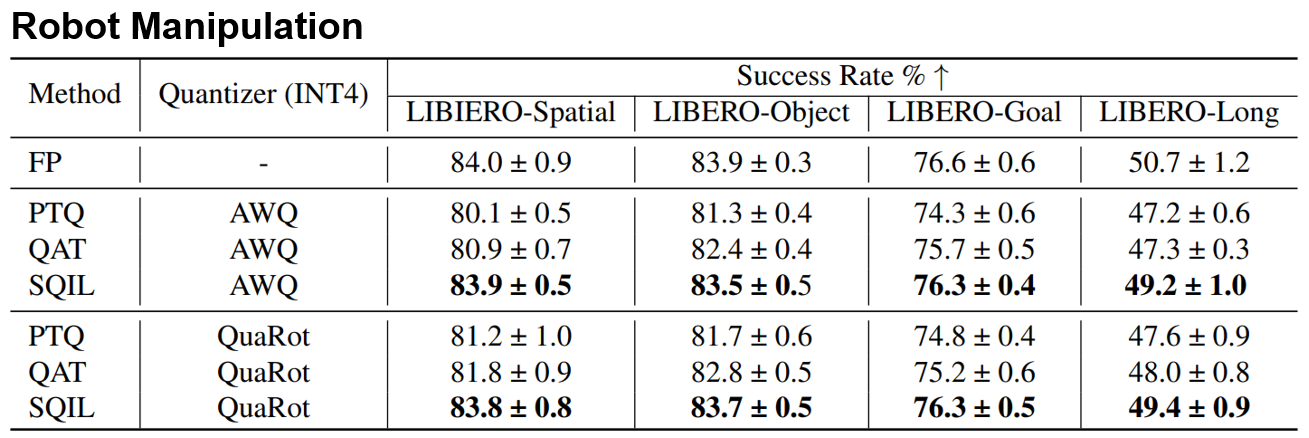 Robot Manipulation
Method Quantizer (INT4) Success Rate % ↑
LIBIERO-Spatial LIBERO-Object LIBERO-Goal LIBERO-Long
FP - 84.0 ± 0.9 83.9 ± 0.3 76.6 ± 0.6 50.7 ± 1.2
PTQ AWQ 80.1 ± 0.5 81.3 ± 0.4 74.3 ± 0.6 47.2 ± 0.6
QAT AWQ 80.9 ± 0.7 82.4 ± 0.4 75.7 ± 0.5 47.3 ± 0.3
SQIL AWQ 83.9 ± 0.5 83.5 ± 0.5 76.3 ± 0.4 49.2 ± 1.0
PTQ QuaRot 81.2 ± 1.0 81.7 ± 0.6 74.8 ± 0.4 47.6 ± 0.9
QAT QuaRot 81.8 ± 0.9 82.8 ± 0.5 75.2 ± 0.6 48.0 ± 0.8
SQIL QuaRot 83.8 ± 0.8 83.7 ± 0.5 76.3 ± 0.5 49.4 ± 0.9